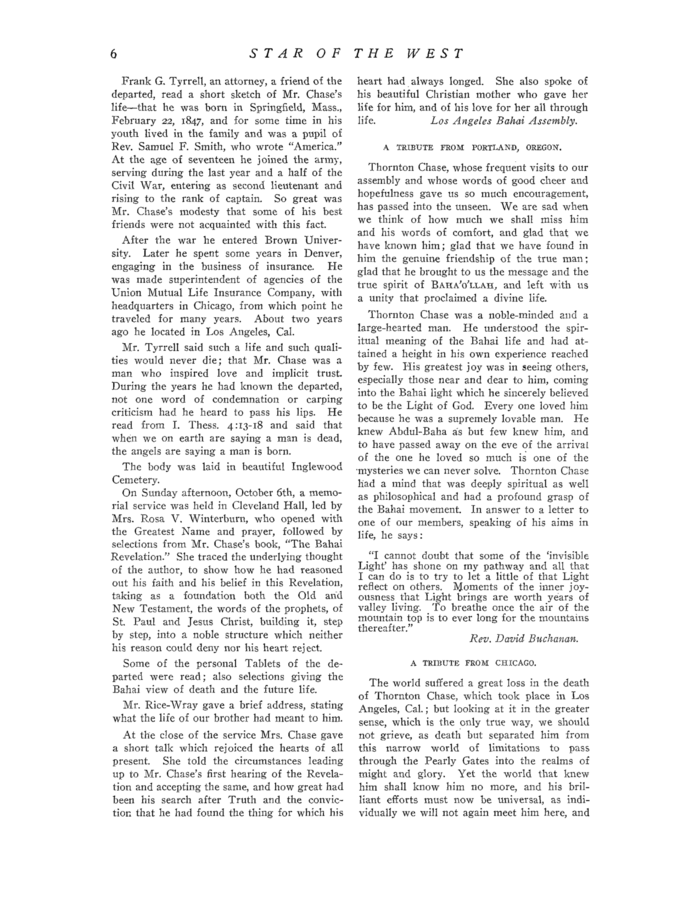 6
STAR OF THE WEST
Frank G. Tyrrell, an attorney, a friend of the
departed, read a short sketch of Mr. Chase's
life—that he was born in Springfield, Mass.,
February 22, 1847, and for some time in his
youth lived in the family and was a pupil of
Rev. Samuel F. Smith, who wrote "America."
At the age of seventeen he joined the army,
serving during the last year and a half of the
Civil War, entering as second lieutenant and
rising to the rank of captain. So great was
Mr. Chase's modesty that some of his best
friends were not acquainted with this fact.
After the war he entered Brown Univer-
sity. Later he spent some years in Denver,
engaging in the business of insurance. He
was made superintendent of agencies of the
Union Mutual Life Insurance Company, with
headquarters in Chicago, from which point he
traveled for many years. About two years
ago he located in Los Angeles, Cal.
Mr. Tyrrell said such a life and such quali-
ties would never die; that Mr. Chase was a
man who inspired love and implicit trust.
During the years he had known the departed,
not one word of condemnation or carping
criticism had he heard to pass his lips. He
read from I. Thess. 4:13-18 and said that
when we on earth are saying a man is dead,
the angels are saying a man is born.
The body was laid in beautiful Inglewood
Cemetery.
On Sunday afternoon, October 6th, a memo-
rial service was held in Cleveland Hall, led by
Mrs. Rosa V. Winterburn, who opened with
the Greatest Name and prayer, followed by
selections from Mr. Chase's book, "The Bahai
Revelation." She traced the underlying thought
of the author, to show how he had reasoned
out his faith and his belief in this Revelation,
taking as a foundation both the Old and
New Testament, the words of the prophets, of
St. Paul and Jesus Christ, building it, step
by step, into a noble structure which neither
his reason could deny nor his heart reject.
Some of the personal Tablets of the de-
parted were read; also selections giving the
Bahai view of death and the future life.
Mr. Rice-Wray gave a brief address, stating
what the life of our brother had meant to him.
At the close of the service Mrs. Chase gave
a short talk which rejoiced the hearts of all
present. She told the circumstances leading
up to Mr. Chase's first hearing of the Revela-
tion and accepting the same, and how great had
been his search after Truth and the convic-
tion that he had found the thing for which his
heart had always longed. She also spoke of
his beautiful Christian mother who gave her
life for him, and of his love for her all through
life. Los Angeles Bahai Assembly.
A TRIBUTE FROM PORTLAND, OREGON.
Thornton Chase, whose frequent visits to our
assembly and whose words of good cheer and
hopefulness gave us so much encouragement,
has passed into the unseen. We are sad when
we think of how much we shall miss him
and his words of comfort, and glad that we
have known him; glad that we have found in
him the genuine friendship of the true man;
glad that he brought to us the message and the
true spirit of BAHA'O'LLAH, and left with us
a unity that proclaimed a divine life.
Thornton Chase was a noble-minded and a
large-hearted man. He understood the spir-
itual meaning of the Bahai life and had at-
tained a height in his own experience reached
by few. His greatest joy was in seeing others,
especially those near and dear to him, coming
into the Bahai light which he sincerely believed
to be the Light of God. Every one loved him
because he was a supremely lovable man. He
knew Abdul-Baha as but few knew him, and
to have passed away on the eve of the arrival
of the one he loved so much is one of the
mysteries we can never solve. Thornton Chase
had a mind that was deeply spiritual as well
as philosophical and had a profound grasp of
the Bahai movement. In answer to a letter to
one of our members, speaking of his aims in
life, he says:
"I cannot doubt that some of the 'invisible
Light' has shone on my pathway and all that
I can do is to try to let a little of that Light
reflect on others. Moments of the inner joy-
ousness that Light brings are worth years of
valley living. To breathe once the air of the
mountain top is to ever long for the mountains
thereafter."
Rev. David Buchanan.
A TRIBUTE FROM CHICAGO.
The world suffered a great loss in the death
of Thornton Chase, which took place in Los
Angeles, Cal.; but looking at it in the greater
sense, which is the only true way, we should
not grieve, as death but separated him from
this narrow world of limitations to pass
through the Pearly Gates into the realms of
might and glory. Yet the world that knew
him shall know him no more, and his bril-
liant efforts must now be universal, as indi-
vidually we will not again meet him here, and